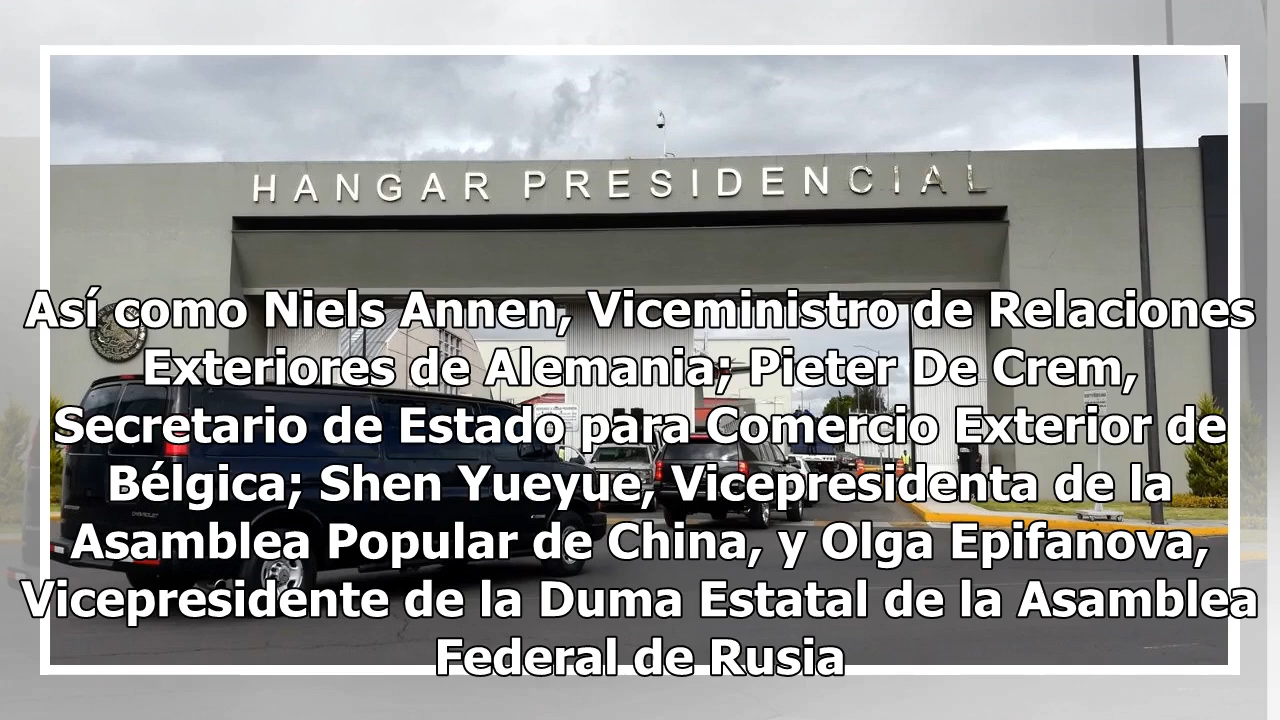 HANGAR PRESIDENCIAL
Así como Niels Annen, Viceministro de Relaciones
Exteriores de Alemania; Pieter De Crem,
Secretario de Estado para Comercio Exterior de
Bélgica; Shen Yueyue, Vicepresidenta de la
Asamblea Popular de China, y Olga Epifanova,
Vicepresidente de la Duma Estatal de la Asamblea
Federal de Rusia